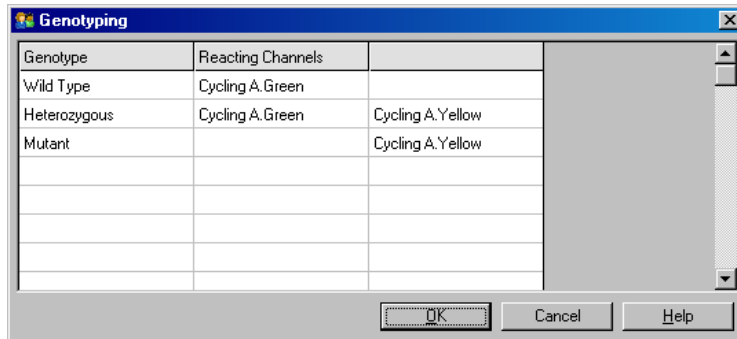 Genotyping
Genotype Reacting Channels
Wild Type Cycling A.Green
Heterozygous Cycling A.Green Cycling A.Yellow
Mutant Cycling A.Yellow
OK Cancel Help